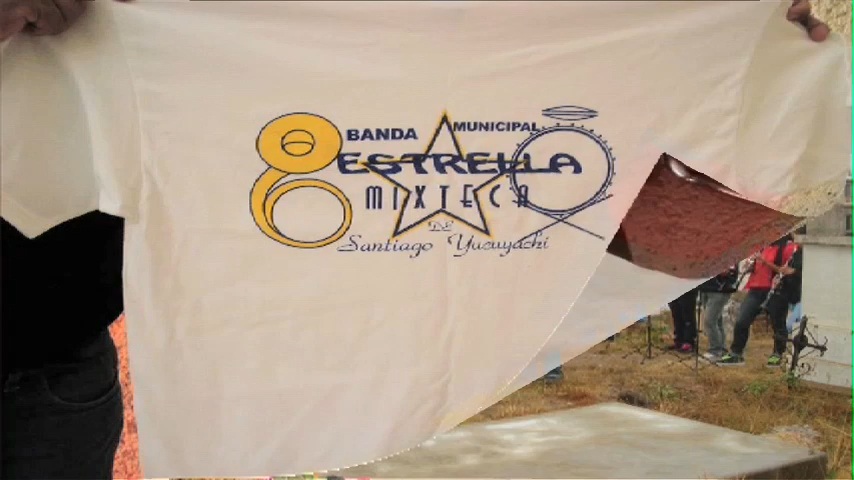 BANDA MUNICIPAL
ESTRELLA
MIXTECA
DE
Santiago Yucuyachi